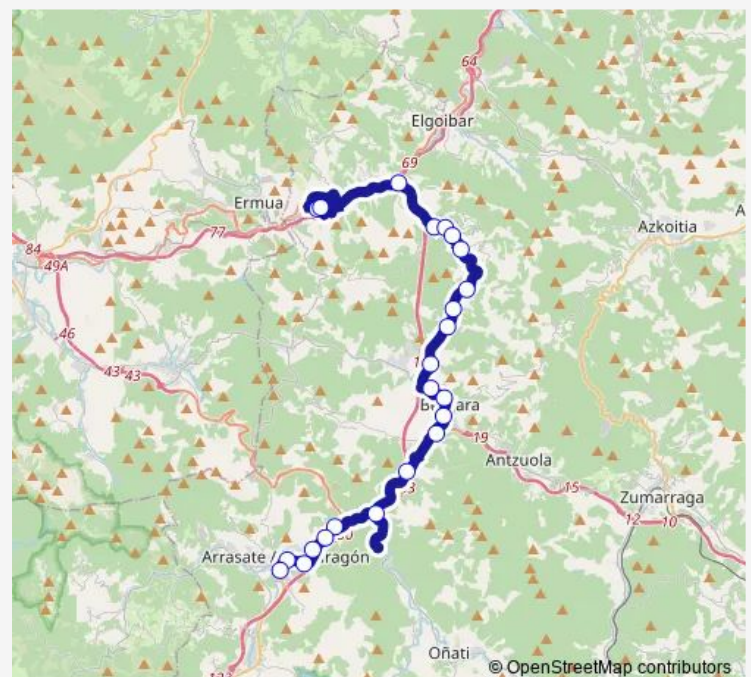 64
Elgoibar
69
Ermua
Azkoitia
84
77
49A
46
43 43
19
Antzuola
15
Zumarraga
12
10
Arrasate /
Oñati
© OpenStreetMap contributors